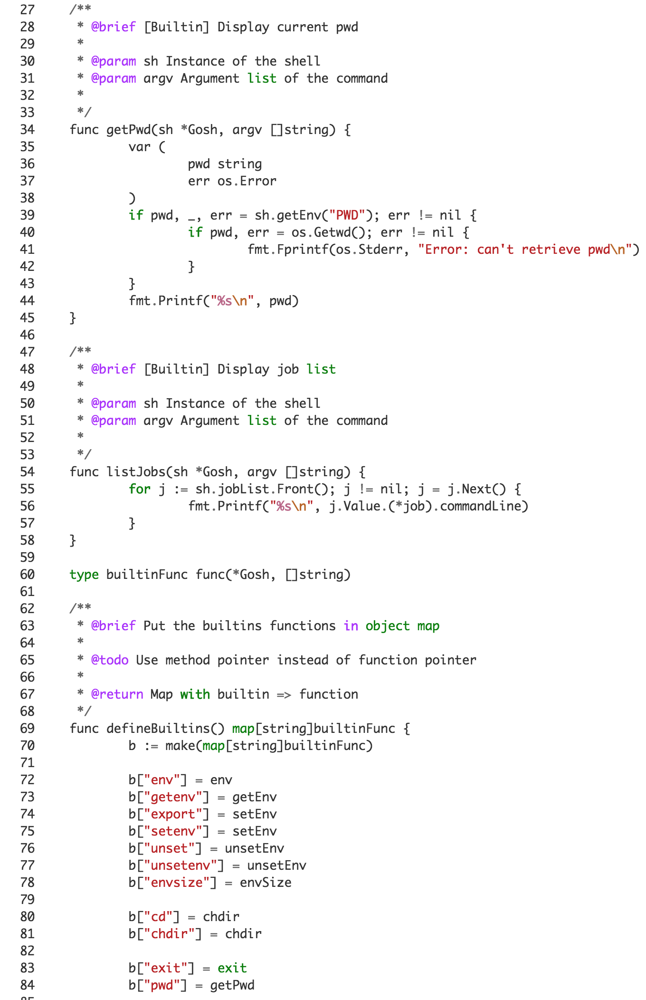 27 /**
28 * @brief [Builtin] Display current pwd
29 *
30 * @param sh Instance of the shell
31 * @param argv Argument list of the command
32 *
33 */
34 func getPwd(sh *Gosh, argv []string) {
35 var (
36 pwd string
37 err os.Error
38 )
39 if pwd, _, err = sh.getEnv("PWD"); err != nil {
40 if pwd, err = os.Getwd(); err != nil {
41 fmt.Fprintf(os.Stderr, "Error: can't retrieve pwd\n")
42 }
43 }
44 fmt.Printf("%s\n", pwd)
45 }
46
47 /**
48 * @brief [Builtin] Display job list
49 *
50 * @param sh Instance of the shell
51 * @param argv Argument list of the command
52 *
53 */
54 func listJobs(sh *Gosh, argv []string) {
55 for j := sh.jobList.Front(); j != nil; j = j.Next() {
56 fmt.Printf("%s\n", j.Value.(*job).commandLine)
57 }
58 }
59
60 type builtinFunc func(*Gosh, []string)
61
62 /**
63 * @brief Put the builtins functions in object map
64 *
65 * @todo Use method pointer instead of function pointer
66 *
67 * @return Map with builtin => function
68 */
69 func defineBuiltins() map[string]builtinFunc {
70 b := make(map[string]builtinFunc)
71
72 b["env"] = env
73 b["getenv"] = getEnv
74 b["export"] = setEnv
75 b["setenv"] = setEnv
76 b["unset"] = unsetEnv
77 b["unsetenv"] = unsetEnv
78 b["envsize"] = envSize
79
80 b["cd"] = chdir
81 b["chdir"] = chdir
82
83 b["exit"] = exit
84 b["pwd"] = getPwd